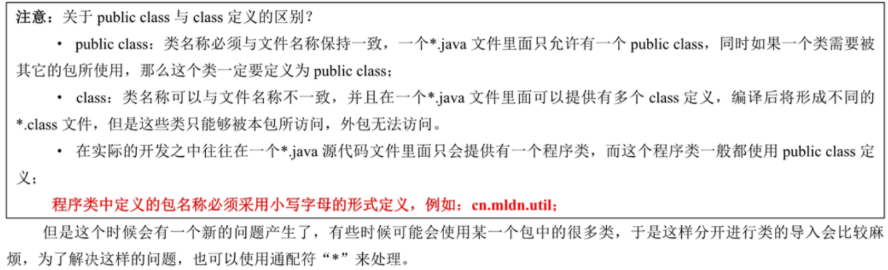 注意：关于 public class 与 class 定义的区别？
· public class：类名称必须与文件名称保持一致，一个*.java 文件里面只允许有一个 public class，同时如果一个类需要被
其它的包所使用，那么这个类一定要定义为 public class；
· class：类名称可以与文件名称不一致，并且在一个*.java 文件里面可以提供有多个 class 定义，编译后将形成不同的
*.class 文件，但是这些类只能够被本包所访问，外包无法访问。
· 在实际的开发之中往往在一个*.java 源代码文件里面只会提供有一个程序类，而这个程序类一般都使用 public class 定
义；
程序类中定义的包名称必须采用小写字母的形式定义，例如：cn.mldn.util；
但是这个时候会有一个新的问题产生了，有些时候可能会使用某一个包中的很多类，于是这样分开进行类的导入会比较麻
烦，为了解决这样的问题，也可以使用通配符“*”来处理。